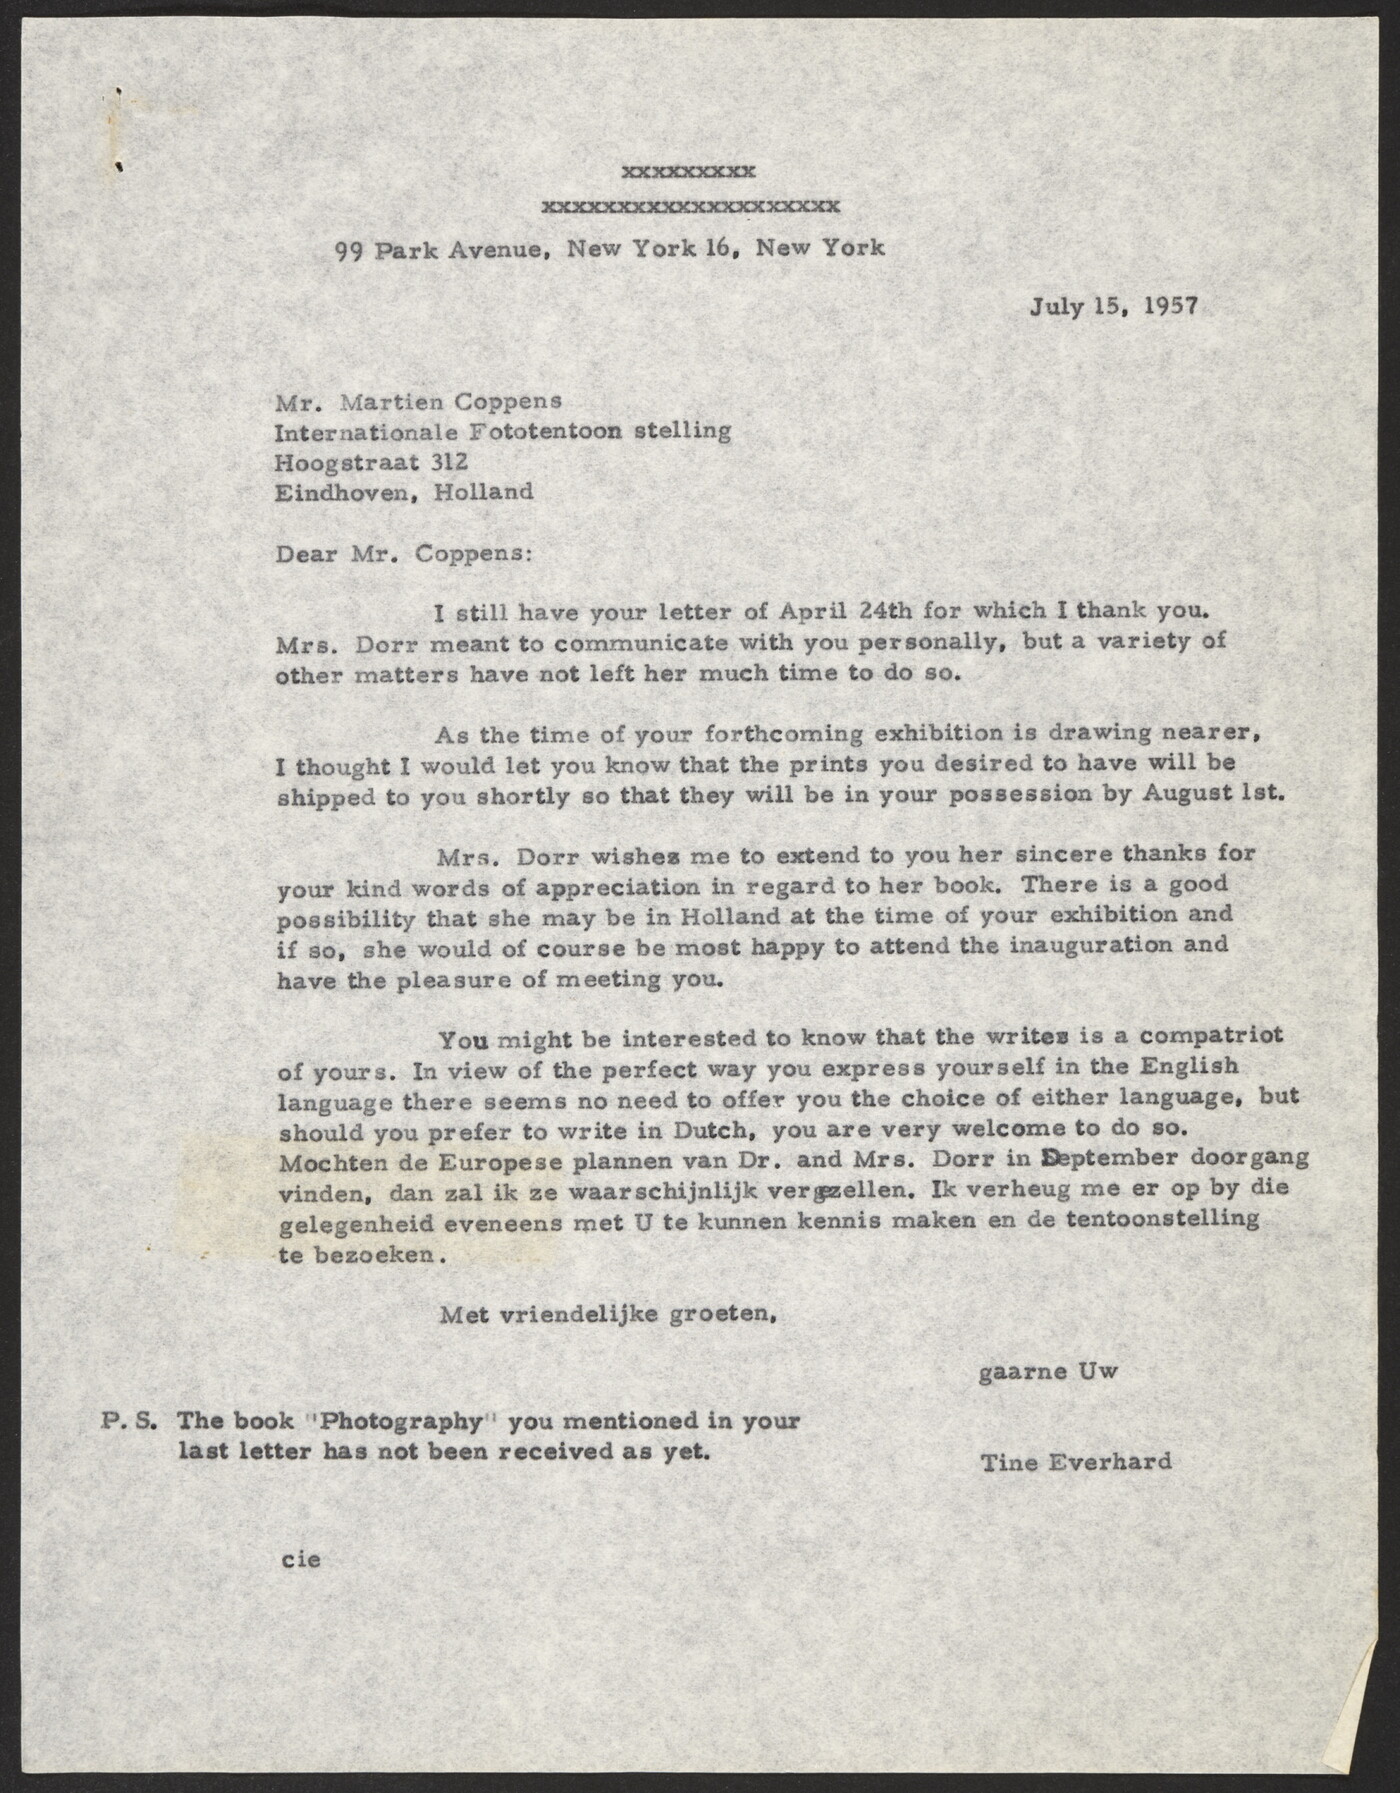 xxxxxxxxx
xxxxxxxxxxxxxxxxxxxx
99 Park Avenue, New York 16, New York
July 15, 1957
Mr. Martien Coppens
Internationale Fototentoon stelling
Hoogstraat 312
Eindhoven, Holland
Dear Mr. Coppens:
I still have your letter of April 24th for which I thank you.
Mrs. Dorr meant to communicate with you personally, but a variety of
other matters have not left her much time to do so.
As the time of your forthcoming exhibition is drawing nearer,
I thought I would let you know that the prints you desired to have will be
shipped to you shortly so that they will be in your possession by August 1st.
Mrs. Dorr wishes me to extend to you her sincere thanks for
your kind words of appreciation in regard to her book. There is a good
possibility that she may be in Holland at the time of your exhibition and
if so, she would of course be most happy to attend the inauguration and
have the pleasure of meeting you.
You might be interested to know that the writer is a compatriot
of yours. In view of the perfect way you express yourself in the English
language there seems no need to offer you the choice of either language, but
should you prefer to write in Dutch, you are very welcome to do so.
Mochten de Europese plannen van Dr. and Mrs. Dorr in September doorgang
vinden, dan zal ik ze waarschijnlijk vergezellen. Ik verheug me er op by die
gelegenheid eveneens met U te kunnen kennis maken en de tentoonstelling
te bezoeken.
Met vriendelijke groeten,
gaarne Uw
P.S. The book "Photography" you mentioned in your
last letter has not been received as yet.
Tine Everhard
cie